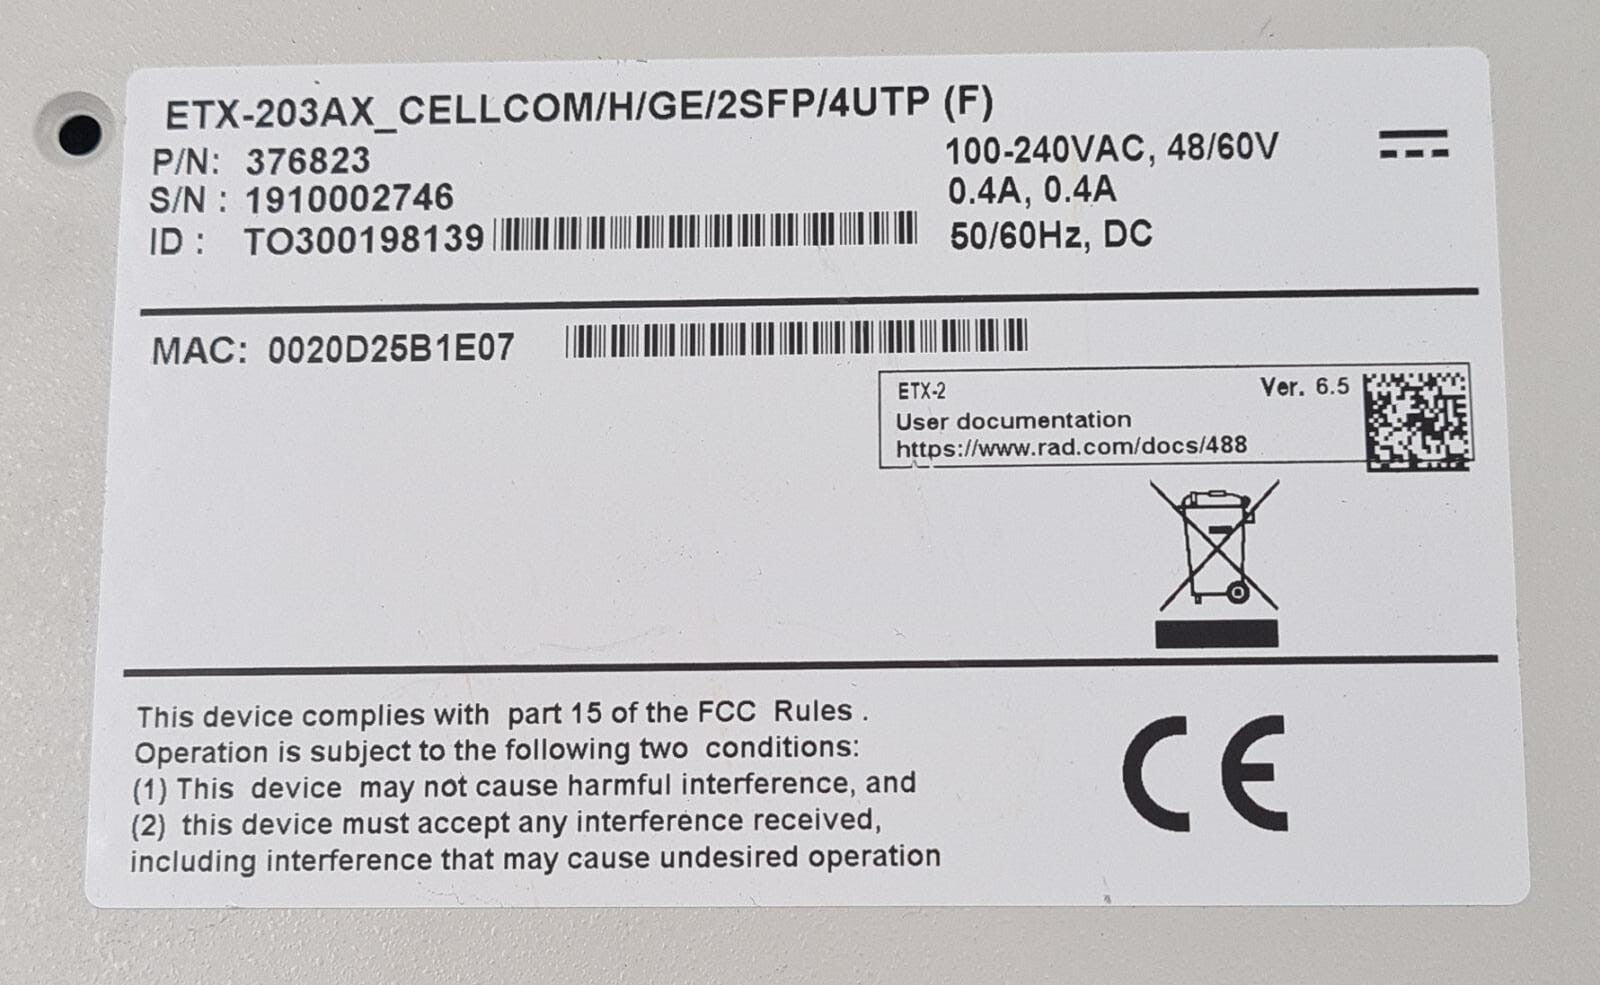 ETX-203AX_CELLCOM/H/GE/2SFP/4UTP (F)
P/N: 376823
S/N : 1910002746
ID : TO300198139
100-240VAC, 48/60V
0.4A, 0.4A
50/60Hz, DC
MAC: 0020D25B1E07
ETX-2 Ver. 6.5
User documentation
https://www.rad.com/docs/488
This device complies with part 15 of the FCC Rules .
Operation is subject to the following two conditions:
(1) This device may not cause harmful interference, and
(2) this device must accept any interference received,
including interference that may cause undesired operation
CE